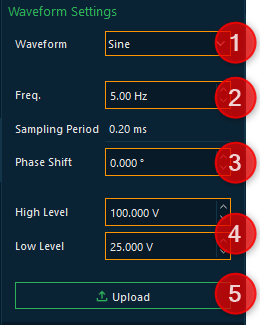 Waveform Settings
Waveform Sine 1
Freq. 5.00 Hz 2
Sampling Period 0.20 ms
Phase Shift 0.000 ° 3
High Level 100.000 V
4
Low Level 25.000 V
Upload 5